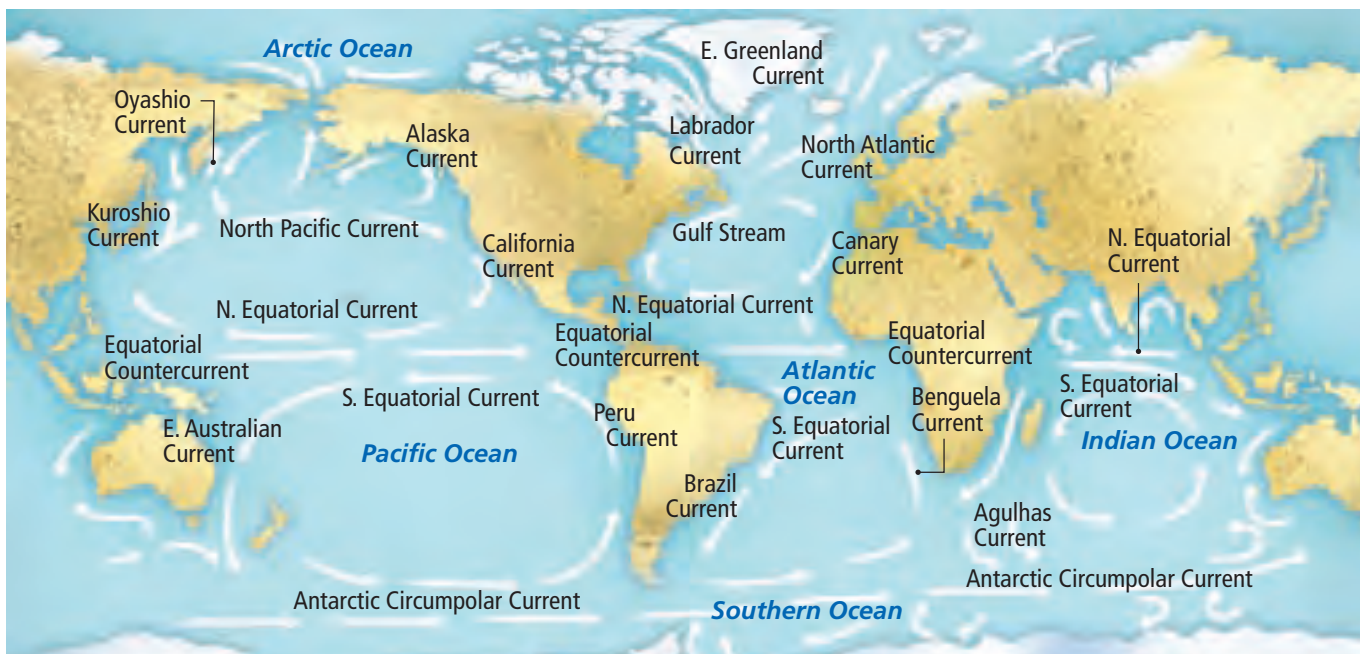 Arctic Ocean
E. Greenland
Current
Oyashio
Current
Alaska
Current
Labrador
Current
North Atlantic
Current
Kuroshio
Current
North Pacific Current
California
Current
Gulf Stream
Canary
Current
N. Equatorial
Current
N. Equatorial Current
N. Equatorial Current
Equatorial
Countercurrent
Equatorial
Countercurrent
Equatorial
Countercurrent
Atlantic
Ocean
S. Equatorial Current
Peru
Current
S. Equatorial
Current
Benguela
Current
S. Equatorial
Current
E. Australian
Current
Pacific Ocean
Indian Ocean
Brazil
Current
Agulhas
Current
Antarctic Circumpolar Current
Antarctic Circumpolar Current
Southern Ocean